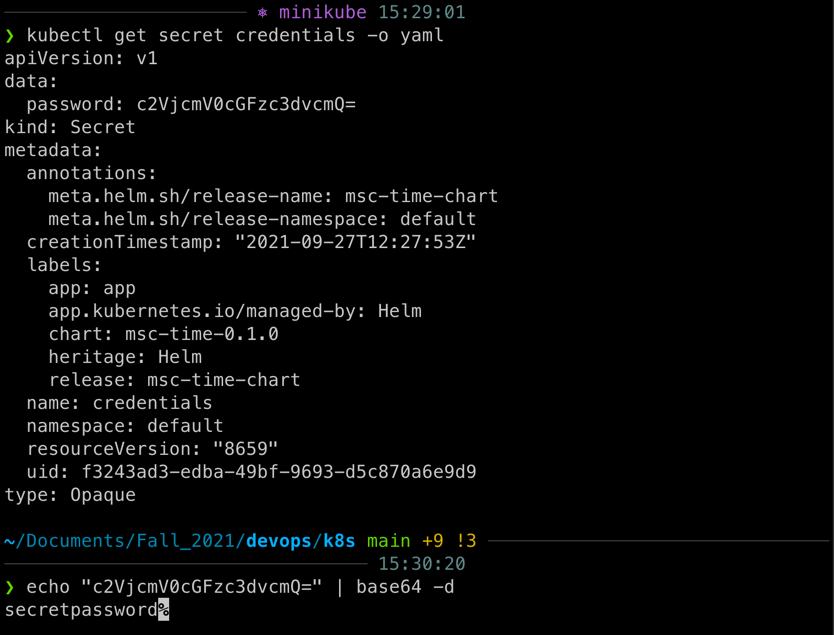 ⎈ minikube 15:29:01
❯ kubectl get secret credentials -o yaml
apiVersion: v1
data:
  password: c2VjcmV0cGFzc3dvcmQ=
kind: Secret
metadata:
  annotations:
    meta.helm.sh/release-name: msc-time-chart
    meta.helm.sh/release-namespace: default
  creationTimestamp: "2021-09-27T12:27:53Z"
  labels:
    app: app
    app.kubernetes.io/managed-by: Helm
    chart: msc-time-0.1.0
    heritage: Helm
    release: msc-time-chart
  name: credentials
  namespace: default
  resourceVersion: "8659"
  uid: f3243ad3-edba-49bf-9693-d5c870a6e9d9
type: Opaque
~/Documents/Fall_2021/devops/k8s main +9 !3
15:30:20
❯ echo "c2VjcmV0cGFzc3dvcmQ=" | base64 -d
secretpassword%